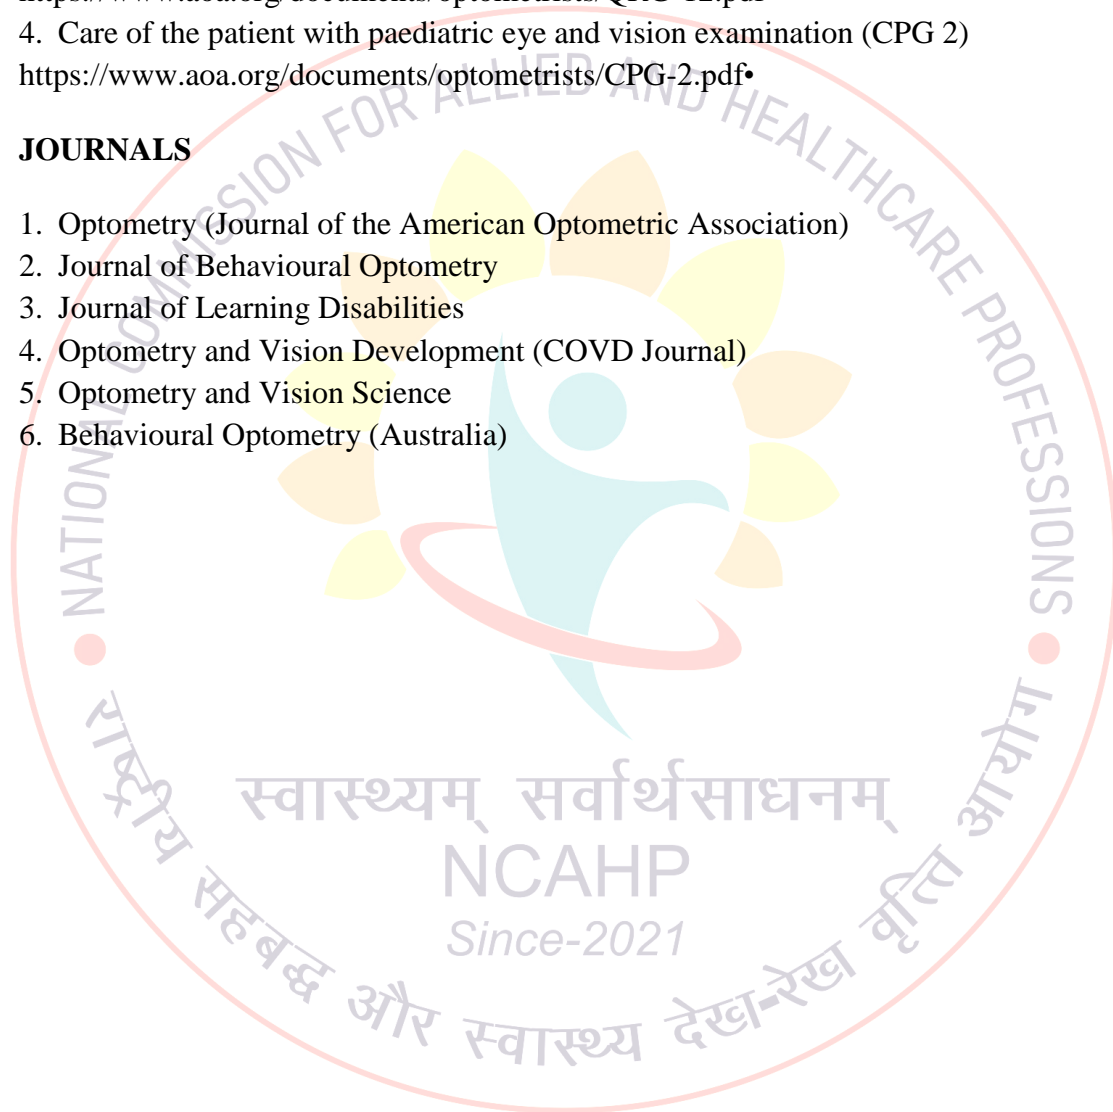 4. Care of the patient with paediatric eye and vision examination (CPG 2)
https://www.aoa.org/documents/optometrists/CPG-2.pdf•
JOURNALS
1. Optometry (Journal of the American Optometric Association)
2. Journal of Behavioural Optometry
3. Journal of Learning Disabilities
4. Optometry and Vision Development (COVD Journal)
5. Optometry and Vision Science
6. Behavioural Optometry (Australia)
NATIONAL COMMISSION FOR ALLIED AND HEALTHCARE PROFESSIONS
स्वास्थ्यम् सर्वार्थसाधनम्
NCAHP
Since-2021
राष्ट्रीय सहबद्ध और स्वास्थ्य देख-रेख वृत्ति आयोग